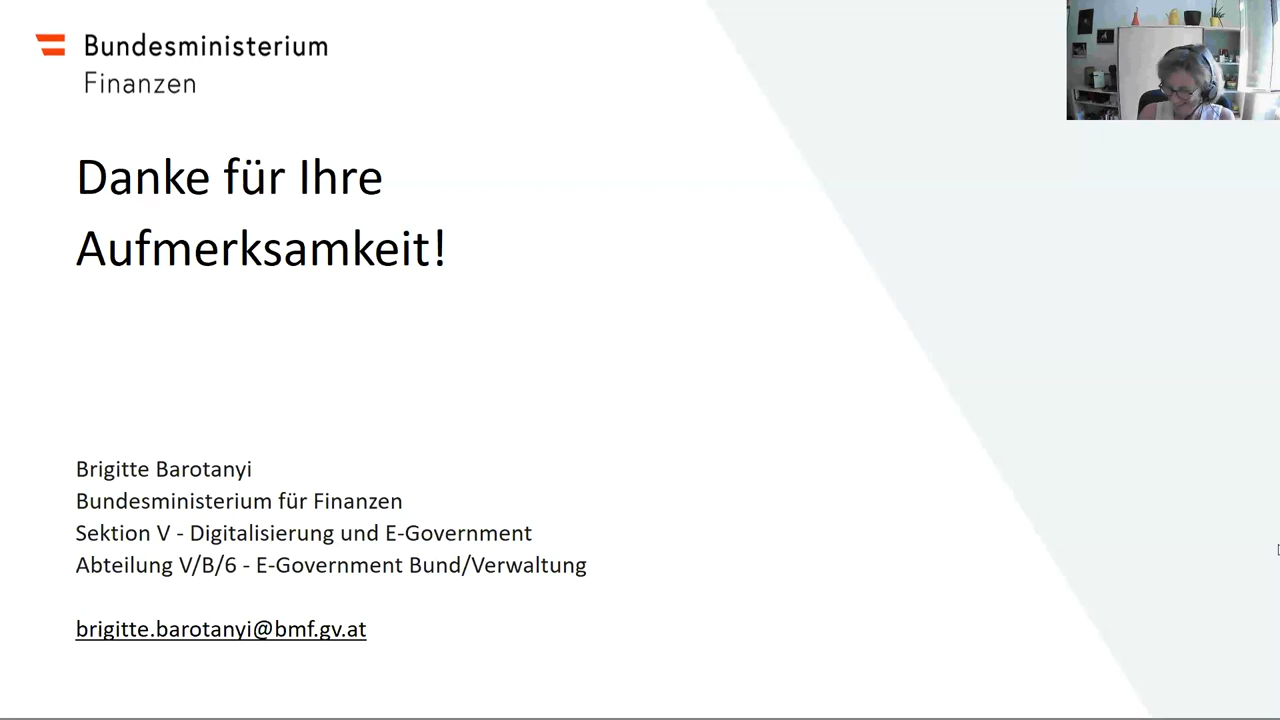 Bundesministerium
Finanzen
Danke für Ihre
Aufmerksamkeit!
Brigitte Barotanyi
Bundesministerium für Finanzen
Sektion V - Digitalisierung und E-Government
Abteilung V/B/6 - E-Government Bund/Verwaltung
brigitte.barotanyi@bmf.gv.at